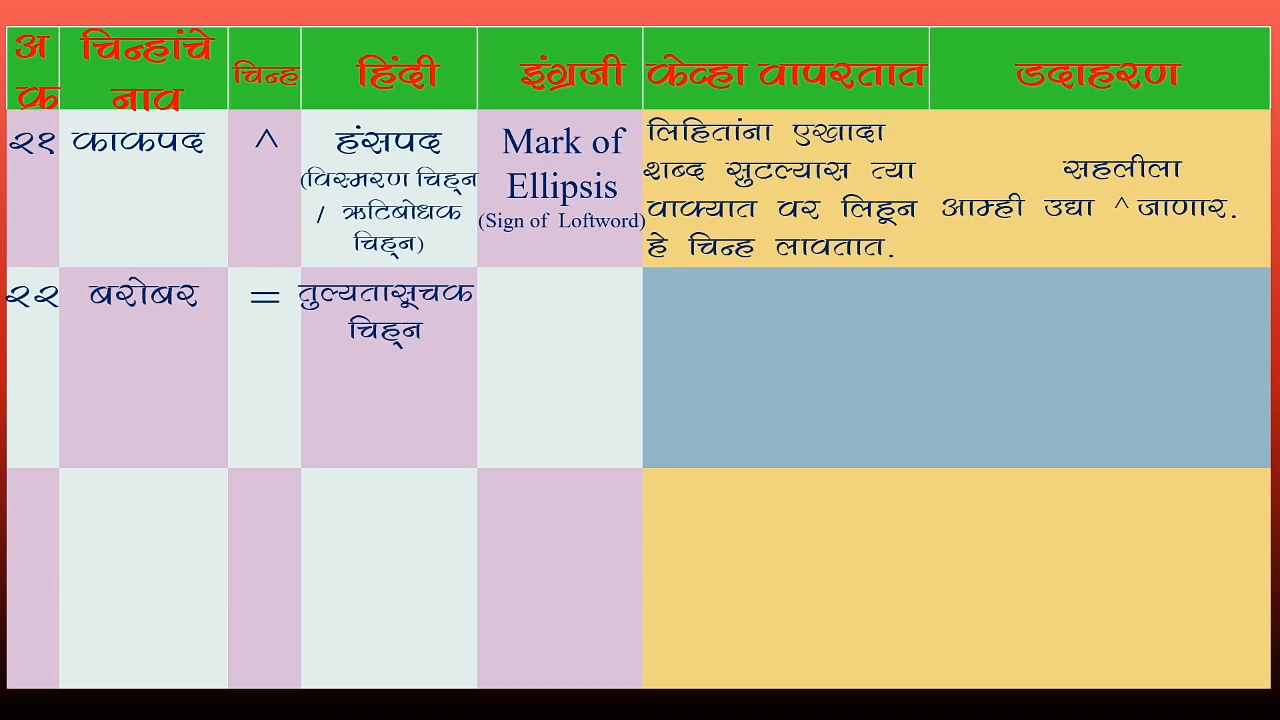 अ क्र
चिन्हांचे नाव
चिन्ह
हिंदी
इंग्रजी
केव्हा वापरतात
उदाहरण
२१
काकपद
^
हंसपद
(विस्मरण चिह्न
/ ऋटिबोधक
चिह्न)
Mark of
Ellipsis
(Sign of Loftword)
लिहितांना एखादा
शब्द सुटल्यास त्या
वाक्यात वर लिहून
हे चिन्ह लावतात.
सहलीला
आम्ही उद्या ^ जाणार.
२२
बरोबर
=
तुल्यतासूचक
चिह्न